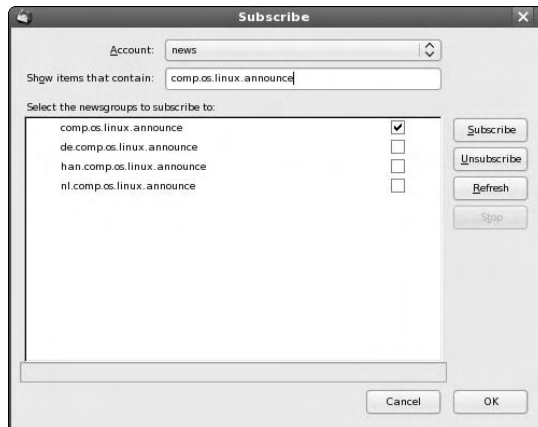 Subscribe
Account: news
Show items that contain: comp.os.linux.announce
Select the newsgroups to subscribe to:
comp.os.linux.announce
de.comp.os.linux.announce
han.comp.os.linux.announce
nl.comp.os.linux.announce
Subscribe
Unsubscribe
Refresh
Stop
Cancel OK